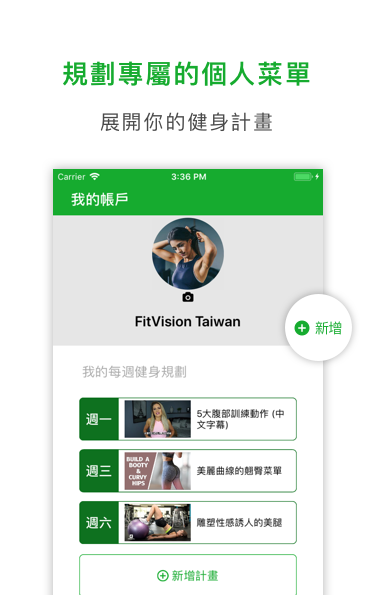 規劃專屬的個人菜單
展開你的健身計畫
Carrier 3:36 PM
我的帳戶
FitVision Taiwan
新增
我的每週健身規劃
週一
5大腹部訓練動作 (中
文字幕)
週三
BUILD A
BOOTY
&
CURVY
HIPS
美麗曲線的翹臀菜單
週六
雕塑性感誘人的美腿
新增計畫